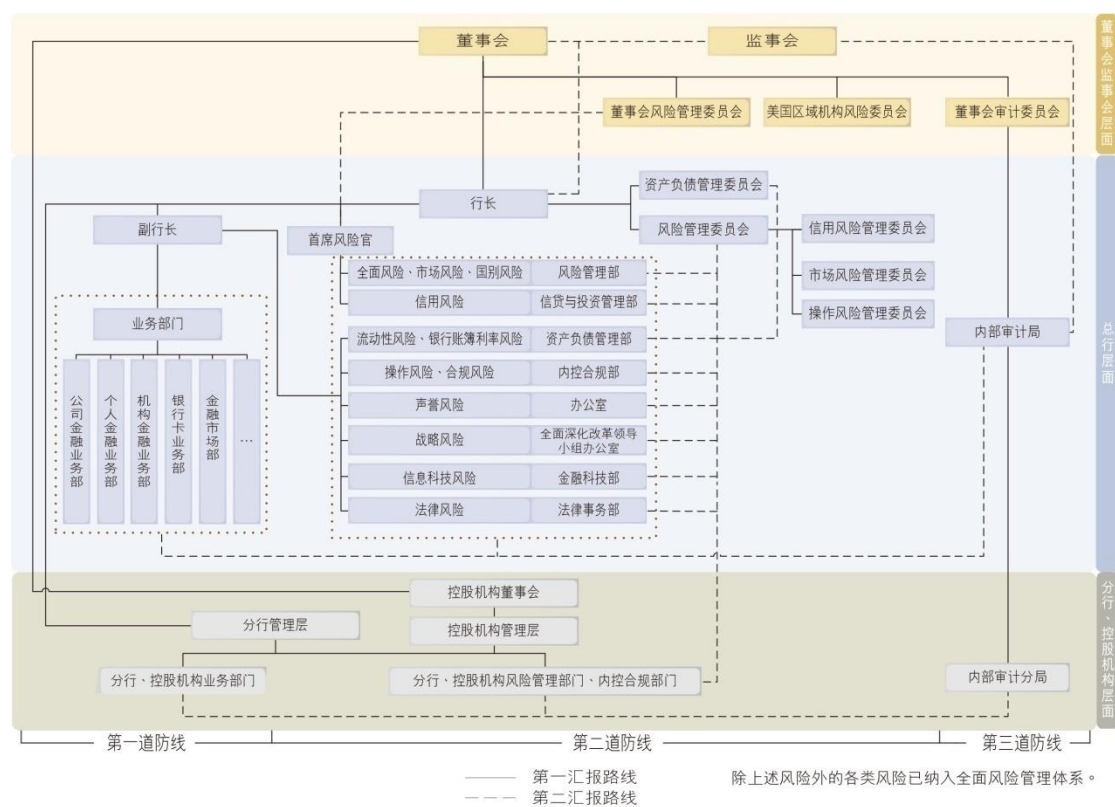 董事会
监事会
董事会监事会层面
董事会风险管理委员会
美国区域机构风险委员会
董事会审计委员会
行长
资产负债管理委员会
副行长
首席风险官
风险管理委员会
信用风险管理委员会
全面风险、市场风险、国别风险
风险管理部
市场风险管理委员会
信用风险
信贷与投资管理部
操作风险管理委员会
业务部门
流动性风险、银行账簿利率风险
资产负债管理部
内部审计局
总行层面
公司金融业务部
个人金融业务部
机构金融业务部
银行卡业务部
金融市场部
…
操作风险、合规风险
内控合规部
声誉风险
办公室
战略风险
全面深化改革领导
小组办公室
信息科技风险
金融科技部
法律风险
法律事务部
控股机构董事会
分行管理层
控股机构管理层
分行、控股机构层面
分行、控股机构业务部门
分行、控股机构风险管理部门、内控合规部门
内部审计分局
第一道防线
第二道防线
第三道防线
第一汇报路线
除上述风险外的各类风险已纳入全面风险管理体系。
第二汇报路线